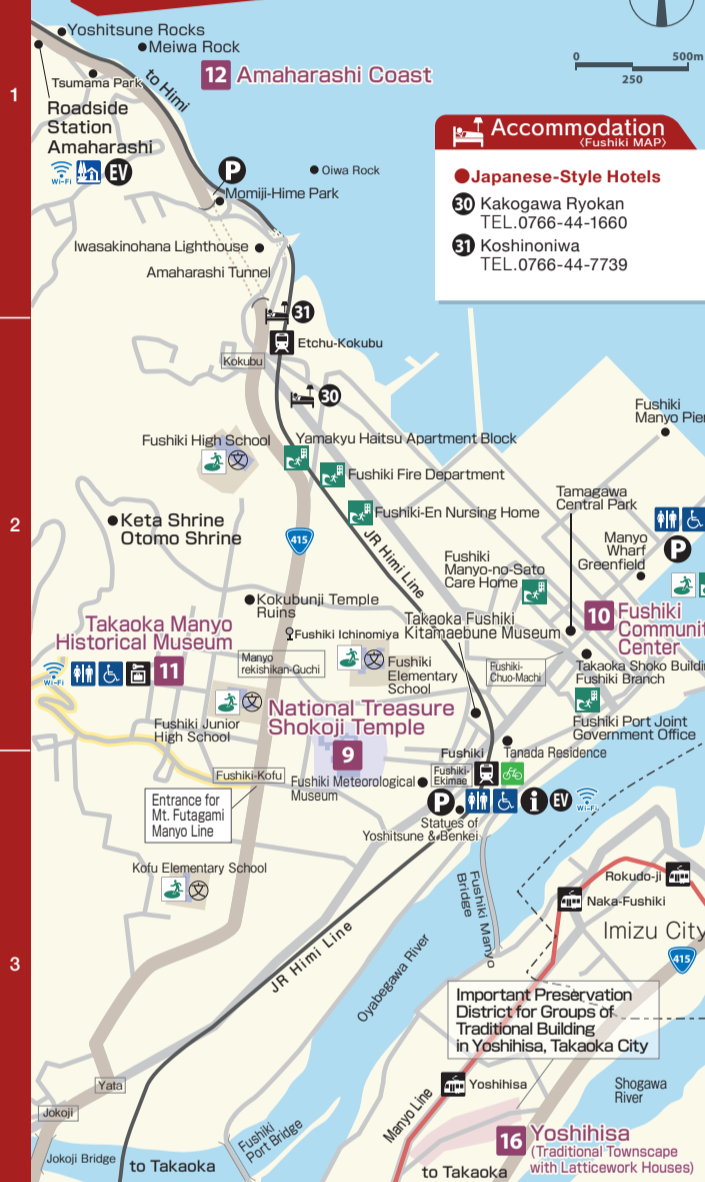 1
Yoshitsune Rocks
Meiwa Rock
Tsumama Park
to Himi
12 Amaharashi Coast
0
500m
250
Roadside
Station
Amaharashi
Wi-Fi
EV
P
Oiwa Rock
Momiji-Hime Park
Accommodation
〈Fushiki MAP〉
Japanese-Style Hotels
30 Kakogawa Ryokan
TEL.0766-44-1660
31 Koshinoniwa
TEL.0766-44-7739
Iwasakinohana Lighthouse
Amaharashi Tunnel
31
Etchu-Kokubu
Kokubu
30
2
Fushiki High School
文
Yamakyu Haitsu Apartment Block
Fushiki Fire Department
Fushiki-En Nursing Home
Fushiki
Manyo Pier
Tamagawa
Central Park
Manyo
Wharf
Greenfield
P
Keta Shrine
Otomo Shrine
415
JR Himi Line
Fushiki
Manyo-no-Sato
Care Home
Kokubunji Temple
Ruins
Takaoka Fushiki
Kitamaebune Museum
10 Fushiki
Communit
Center
Takaoka Manyo
Historical Museum
Wi-Fi
11
Fushiki Ichinomiya
Manyo
rekishikan-Guchi
文
Fushiki
Elementary
School
Fushiki-
Chuo-Machi
Takaoka Shoko Buildin
Fushiki Branch
文
Fushiki Junior
High School
National Treasure
Shokoji Temple
9
Fushiki Port Joint
Government Office
Fushiki
Tanada Residence
Fushiki-
Ekimae
Fushiki-Kofu
Fushiki Meteorological
Museum
P
i
EV
Wi-Fi
Statues of
Yoshitsune & Benkei
Entrance for
Mt. Futagami
Manyo Line
3
Kofu Elementary School
文
Fushiki Manyo
Bridge
Rokudo-ji
Naka-Fushiki
Imizu City
415
JR Himi Line
Oyabegawa River
Important Preservation
District for Groups of
Traditional Building
in Yoshihisa, Takaoka City
Yoshihisa
Shogawa
River
Manyo Line
Yata
Jokoji
Jokoji Bridge
to Takaoka
Fushiki
Port Bridge
16 Yoshihisa
(Traditional Townscape
with Latticework Houses)
to Takaoka